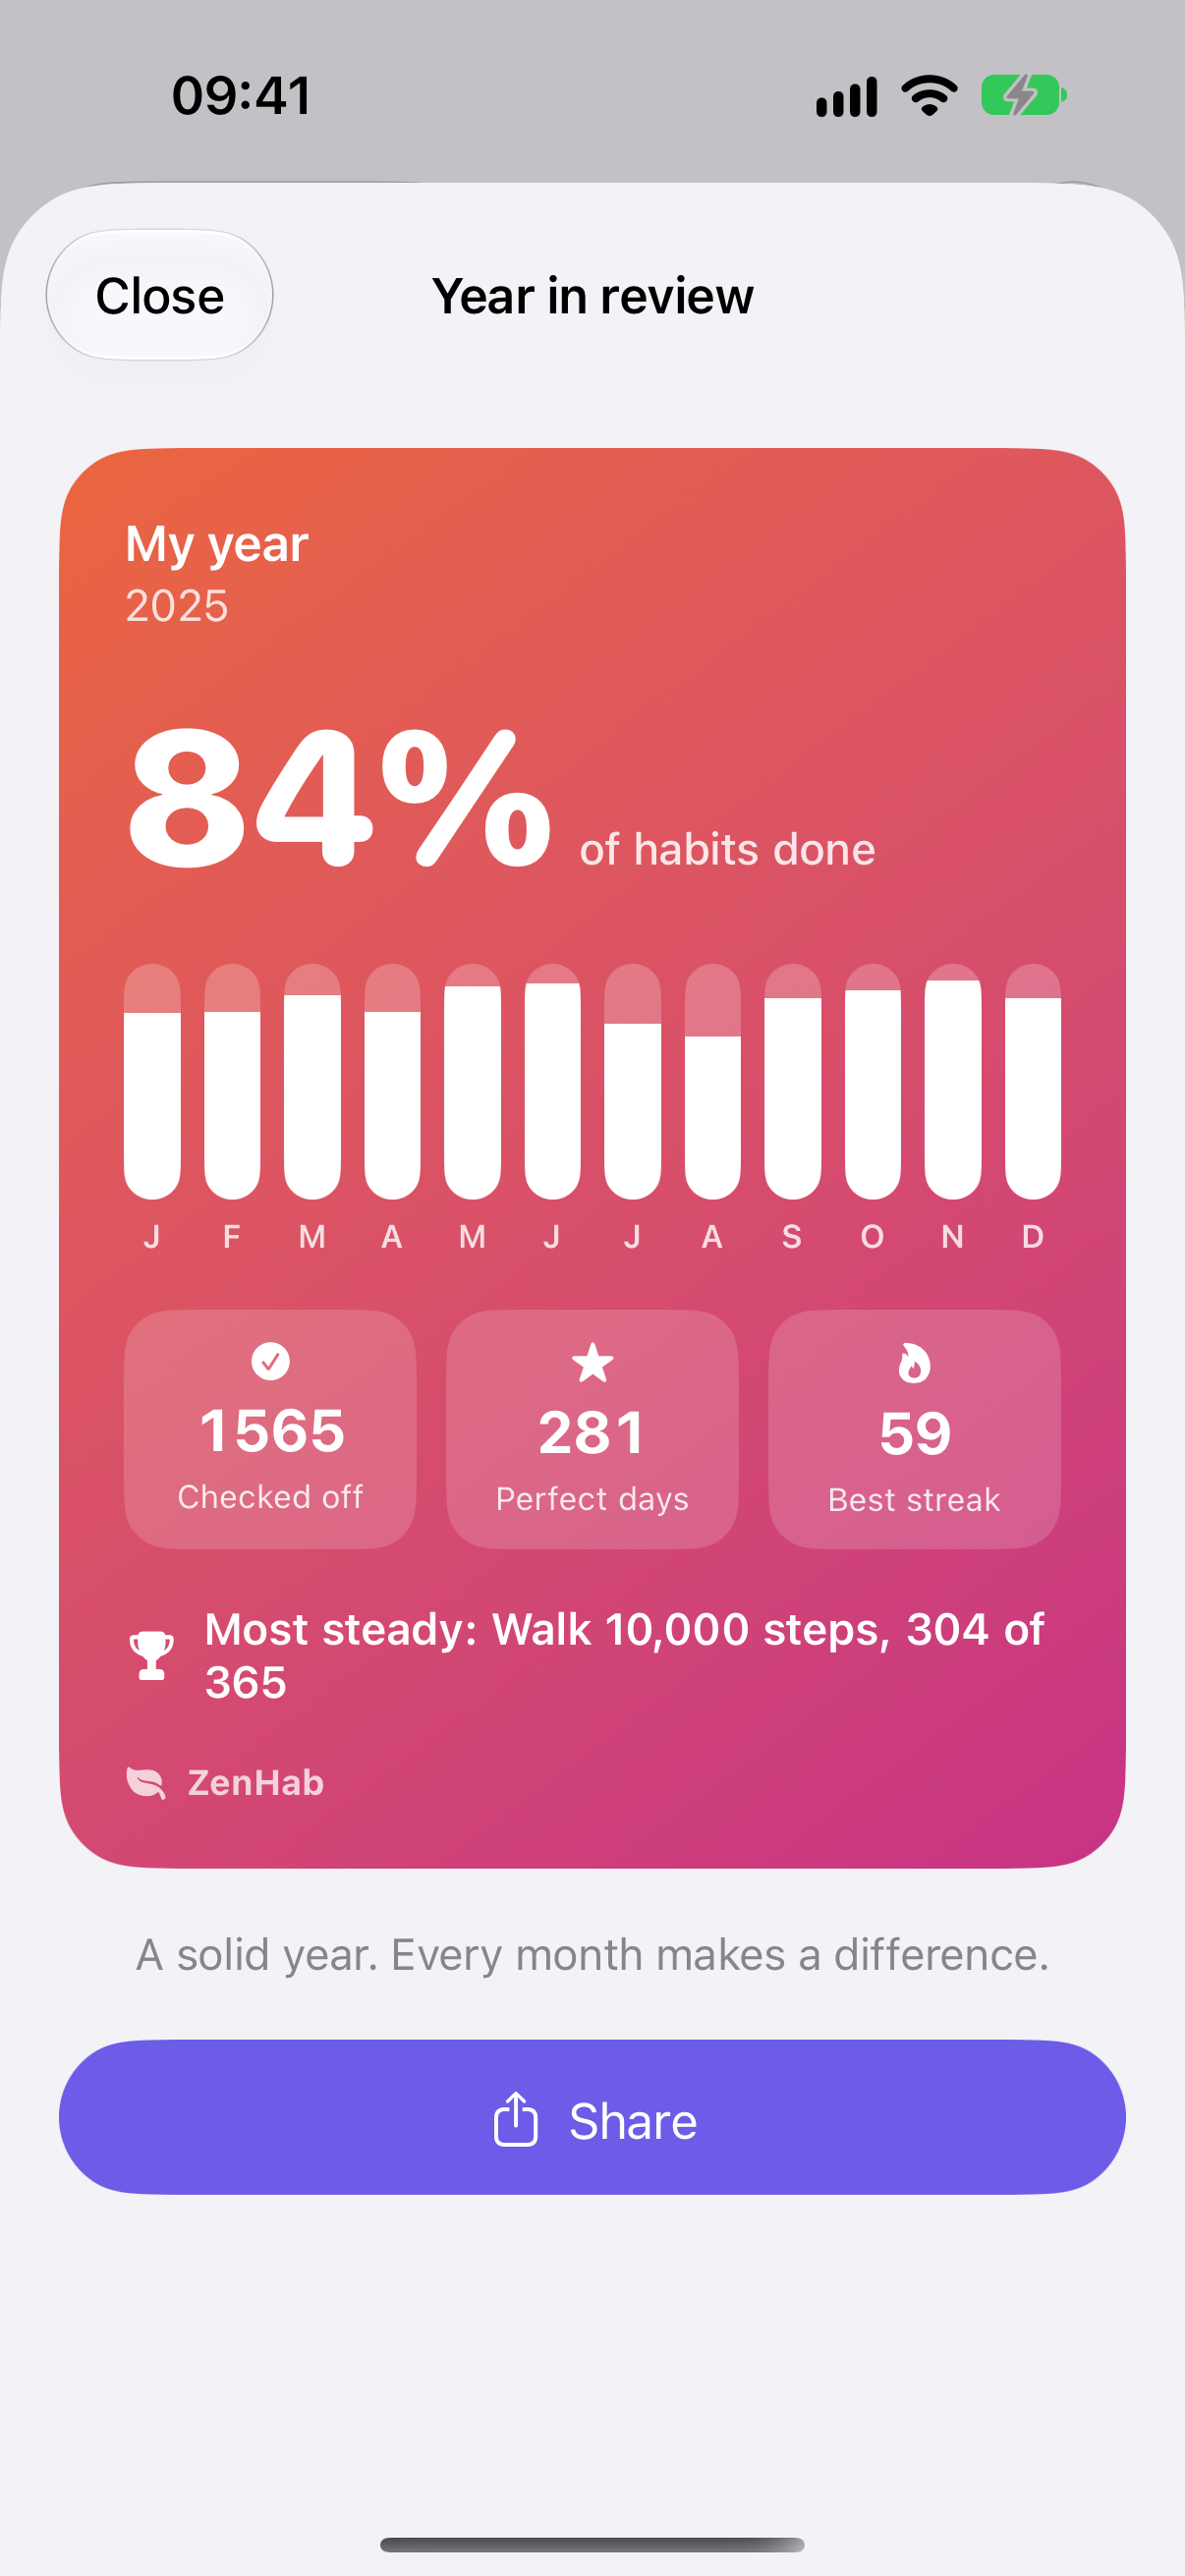 09:41
Close
Year in review
My year
2025
84% of habits done
J F M A M J J A S O N D
1565
Checked off
281
Perfect days
59
Best streak
Most steady: Walk 10,000 steps, 304 of
365
ZenHab
A solid year. Every month makes a difference.
Share